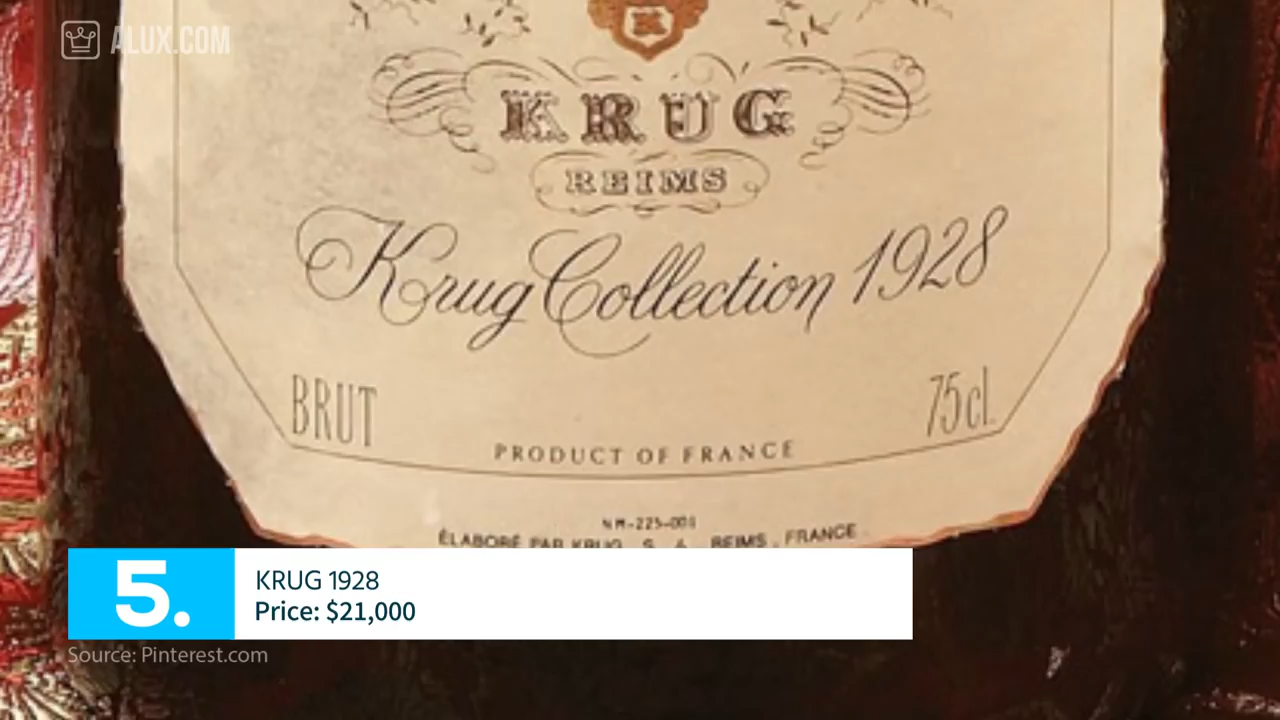 ALUX.COM
K
KRUG
REIMS
Krug Collection 1928
BRUT
75cl.
PRODUCT OF FRANCE
NM-225-001
ÉLABORÉ PAR KRUG S. A. REIMS . FRANCE
5.
KRUG 1928
Price: $21,000
Source: Pinterest.com